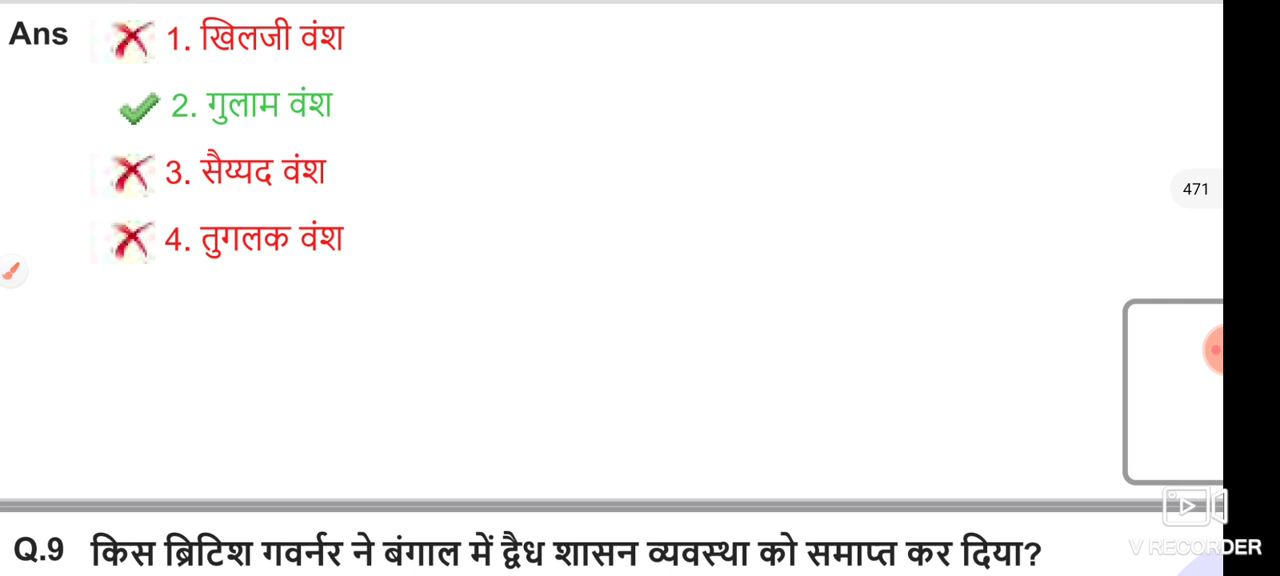 Ans 1. खिलजी वंश
2. गुलाम वंश
3. सैय्यद वंश
471
4. तुगलक वंश
Q.9 किस ब्रिटिश गवर्नर ने बंगाल में द्वैध शासन व्यवस्था को समाप्त कर दिया?
V RECORDER